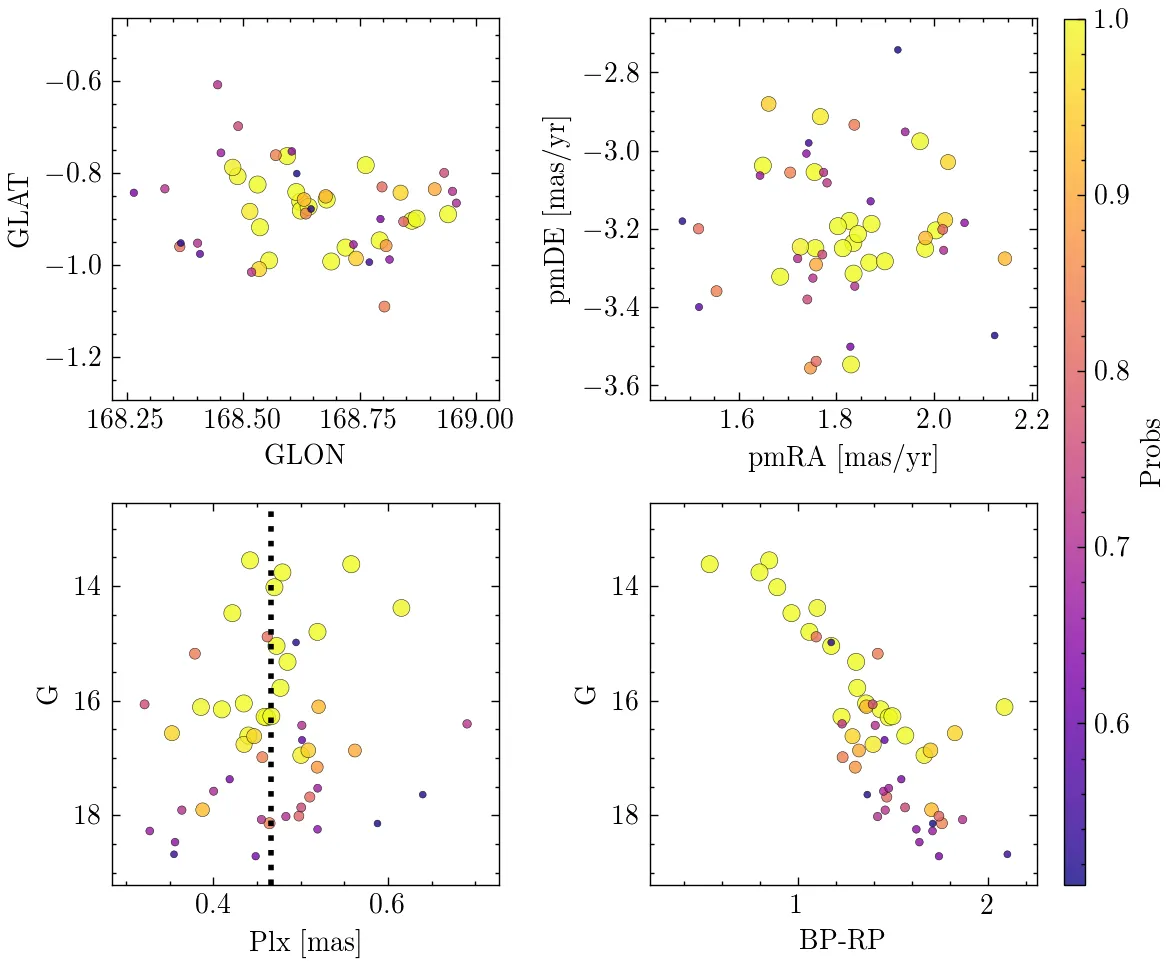 −0.6
−0.8
−1.0
−1.2
GLAT
168.25 168.50 168.75 169.00
GLON
−2.8
−3.0
−3.2
−3.4
−3.6
pmDE [mas/yr]
1.6 1.8 2.0 2.2
pmRA [mas/yr]
14
16
18
G
0.4 0.6
Plx [mas]
14
16
18
G
1 2
BP-RP
1.0
0.9
0.8
0.7
0.6
Probs